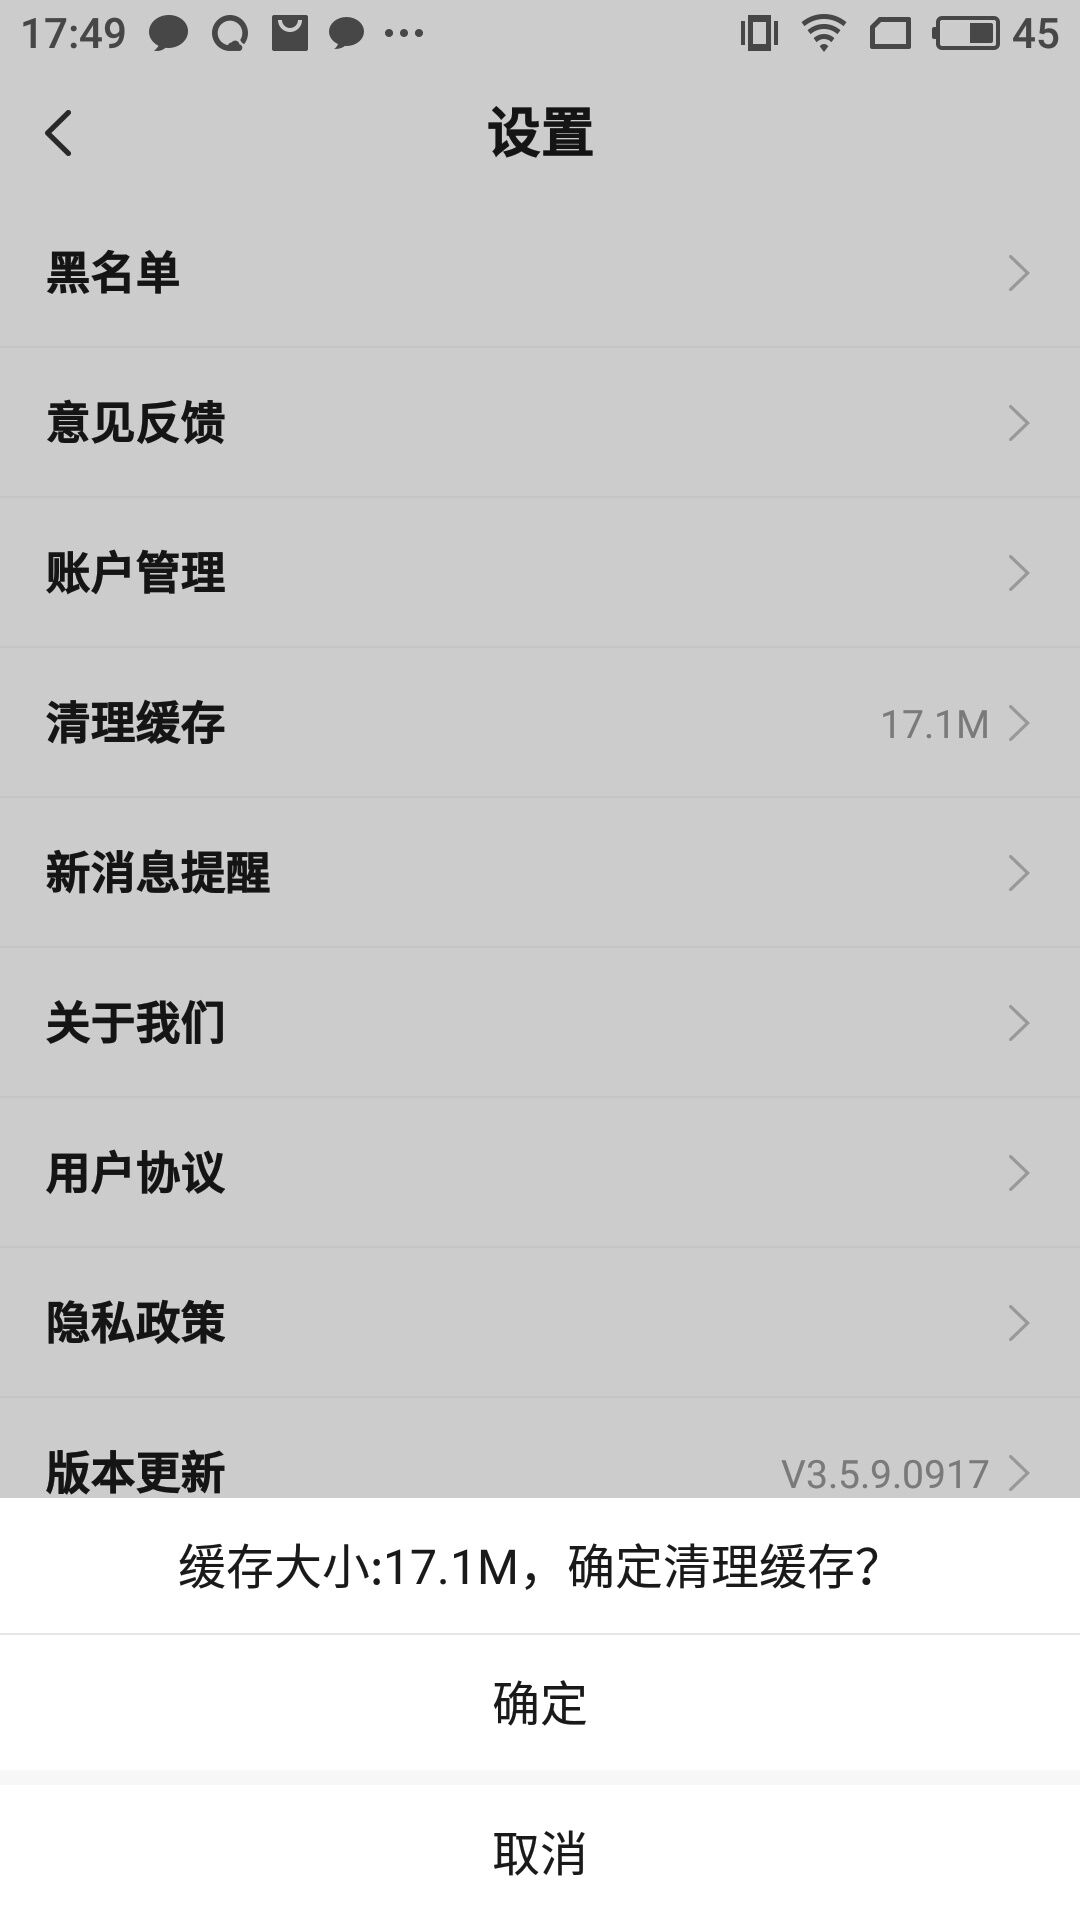 17:49
45
设置
黑名单
意见反馈
账户管理
清理缓存 17.1M
新消息提醒
关于我们
用户协议
隐私政策
版本更新 V3.5.9.0917
缓存大小:17.1M，确定清理缓存?
确定
取消